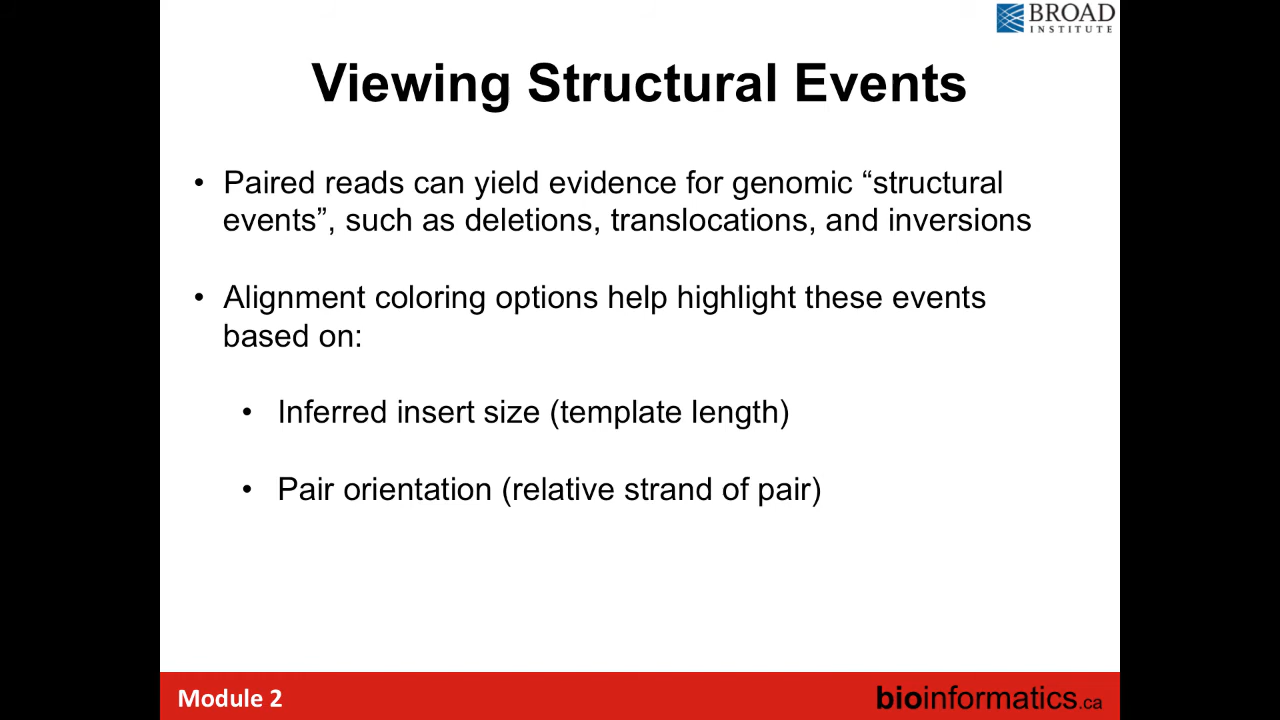 BROAD
INSTITUTE
Viewing Structural Events
• Paired reads can yield evidence for genomic “structural
events”, such as deletions, translocations, and inversions
• Alignment coloring options help highlight these events
based on:
• Inferred insert size (template length)
• Pair orientation (relative strand of pair)
Module 2
bioinformatics.ca